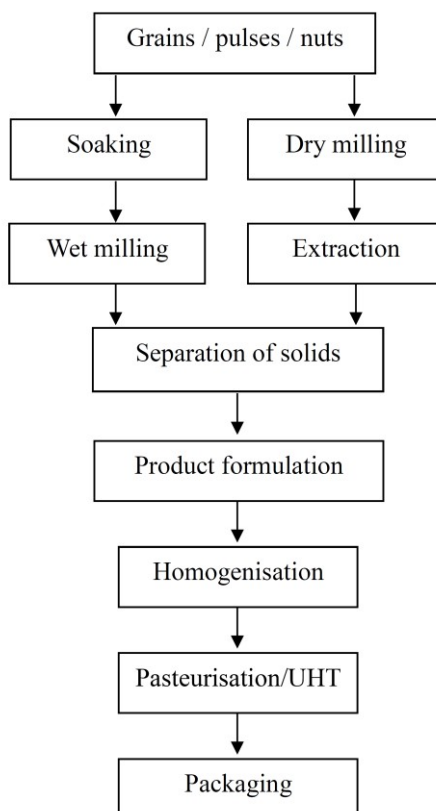 Grains / pulses / nuts
Soaking
Dry milling
Wet milling
Extraction
Separation of solids
Product formulation
Homogenisation
Pasteurisation/UHT
Packaging